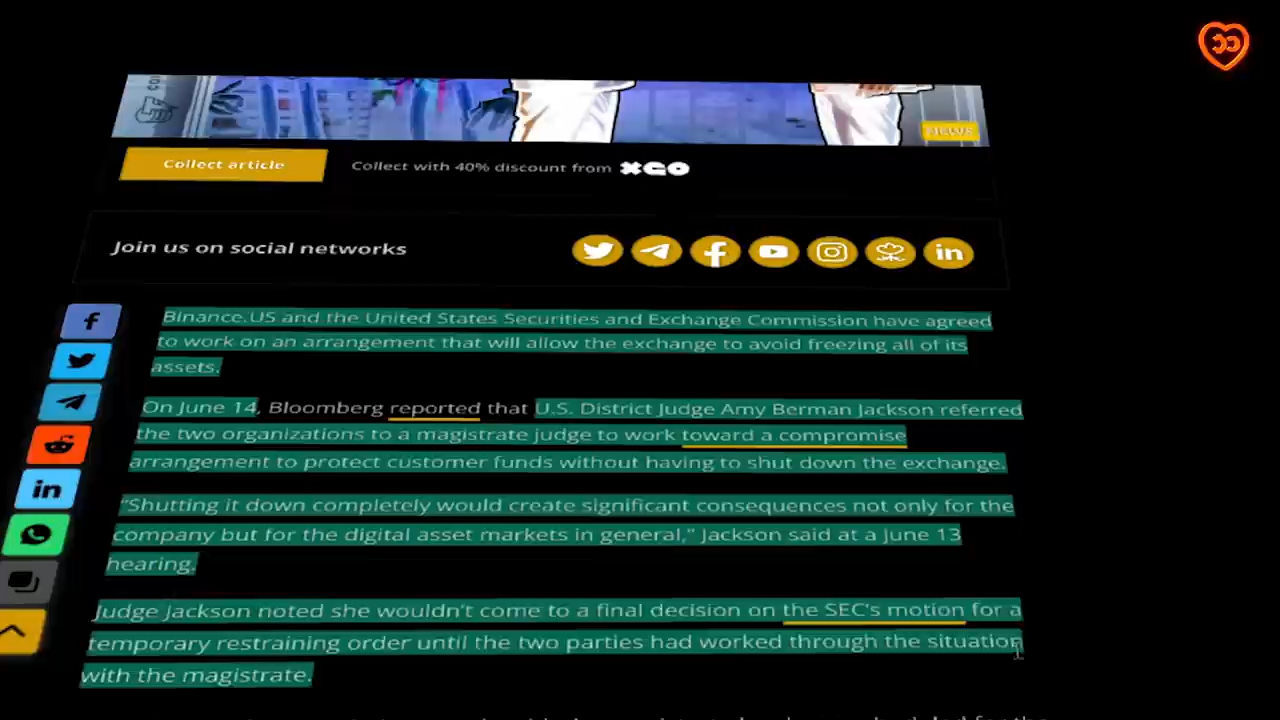 NEWS
Collect article
Collect with 40% discount from XGO
Join us on social networks
Binance.US and the United States Securities and Exchange Commission have agreed
to work on an arrangement that will allow the exchange to avoid freezing all of its
assets.
On June 14, Bloomberg reported that U.S. District Judge Amy Berman Jackson referred
the two organizations to a magistrate judge to work toward a compromise
arrangement to protect customer funds without having to shut down the exchange.
“Shutting it down completely would create significant consequences not only for the
company but for the digital asset markets in general,” Jackson said at a June 13
hearing.
Judge Jackson noted she wouldn’t come to a final decision on the SEC’s motion for a
temporary restraining order until the two parties had worked through the situation
with the magistrate.